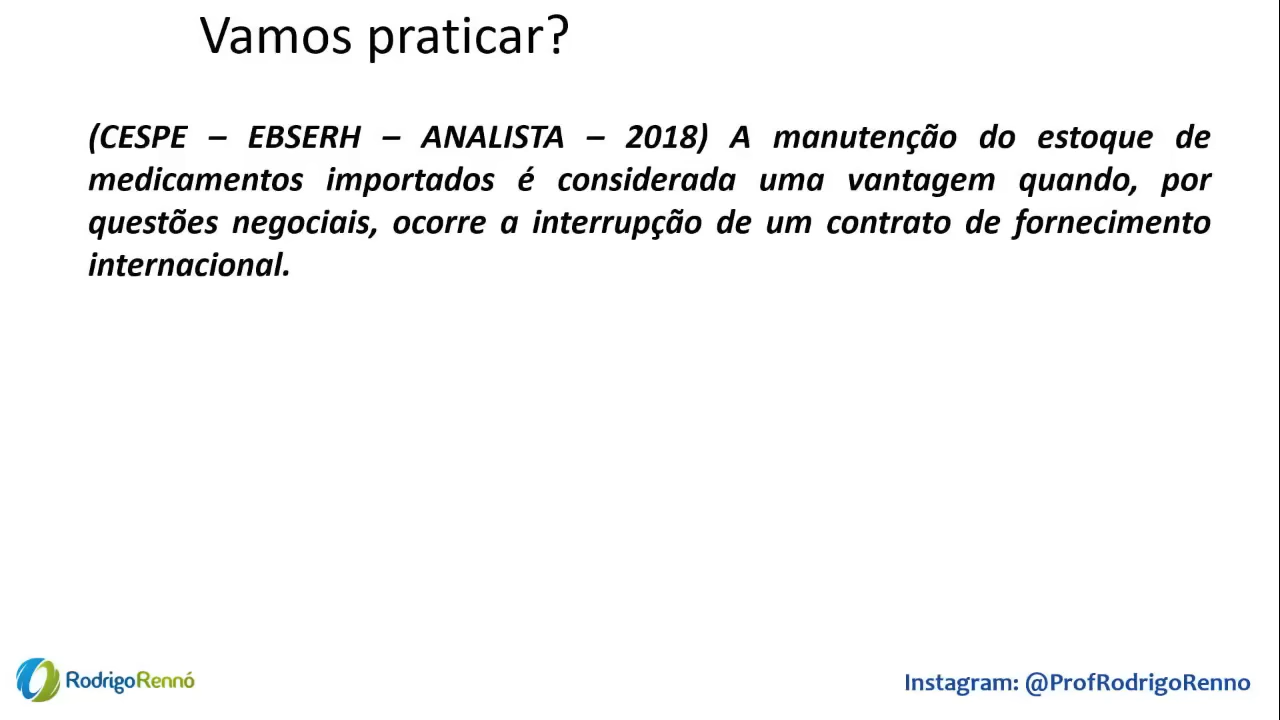 Vamos praticar?
(CESPE – EBSERH – ANALISTA – 2018) A manutenção do estoque de
medicamentos importados é considerada uma vantagem quando, por
questões negociais, ocorre a interrupção de um contrato de fornecimento
internacional.
RodrigoRennó
Instagram: @ProfRodrigoRenno